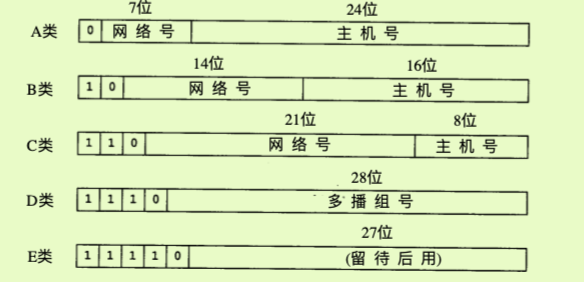 7位 24位
A类 0 网络号 主机号
14位 16位
B类 1 0 网络号 主机号
21位 8位
C类 1 1 0 网络号 主机号
28位
D类 1 1 1 0 多播组号
27位
E类 1 1 1 1 0 (留待后用)